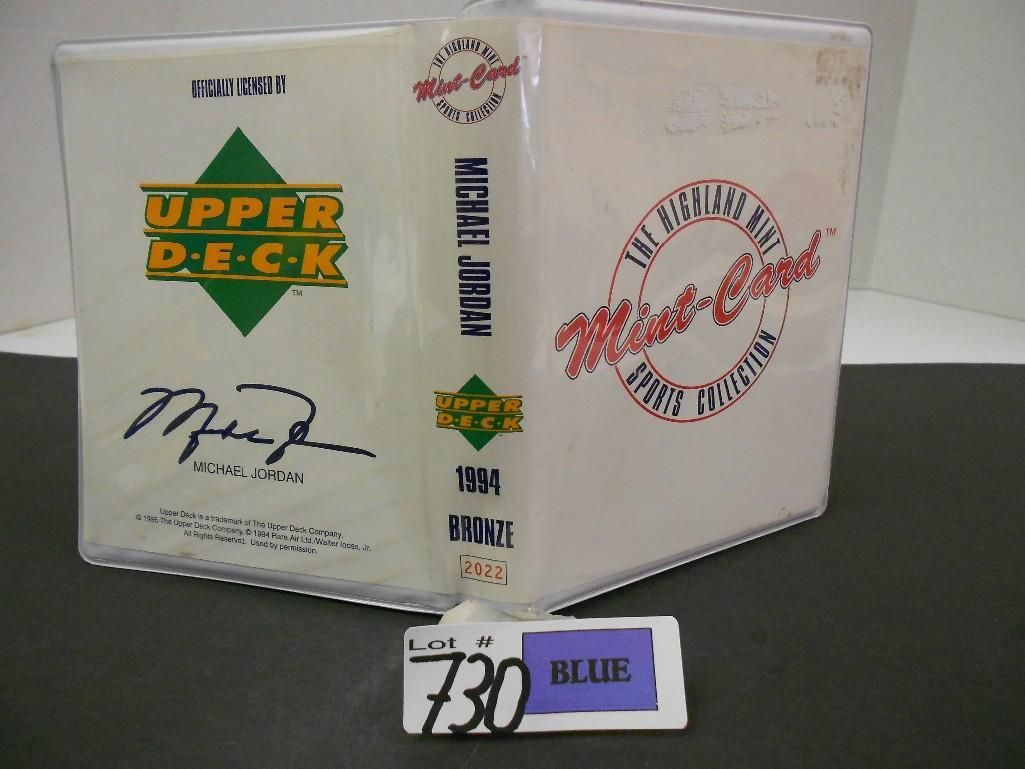 OFFICIALLY LICENSED BY
UPPER
D·E·C·K
TM
MICHAEL JORDAN
Upper Deck is a trademark of The Upper Deck Company.
© 1995 The Upper Deck Company. © 1994 Rare Air Ltd./Walter Iooss, Jr.
All Rights Reserved. Used by permission.
THE HIGHLAND MINT
Mint-Card
SPORTS COLLECTION
MICHAEL JORDAN
UPPER
D·E·C·K
1994
BRONZE
2022
THE HIGHLAND MINT
Mint-Card TM
SPORTS COLLECTION
Lot #
730
BLUE